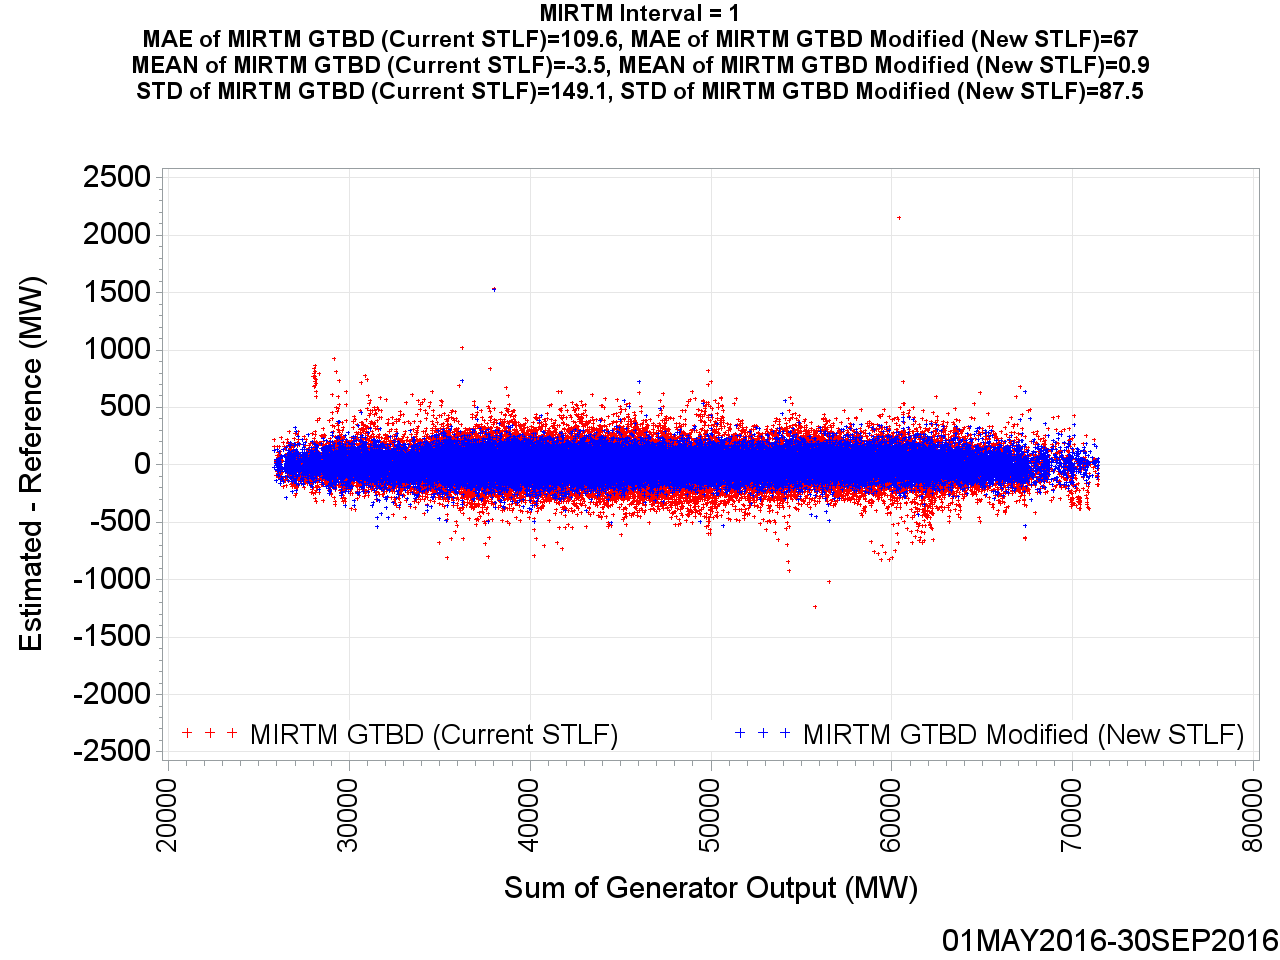 MIRTM Interval = 1
MAE of MIRTM GTBD (Current STLF)=109.6, MAE of MIRTM GTBD Modified (New STLF)=67
MEAN of MIRTM GTBD (Current STLF)=-3.5, MEAN of MIRTM GTBD Modified (New STLF)=0.9
STD of MIRTM GTBD (Current STLF)=149.1, STD of MIRTM GTBD Modified (New STLF)=87.5
Estimated - Reference (MW)
2500
2000
1500
1000
500
0
-500
-1000
-1500
-2000
-2500
MIRTM GTBD (Current STLF)
MIRTM GTBD Modified (New STLF)
20000
30000
40000
50000
60000
70000
80000
Sum of Generator Output (MW)
01MAY2016-30SEP2016